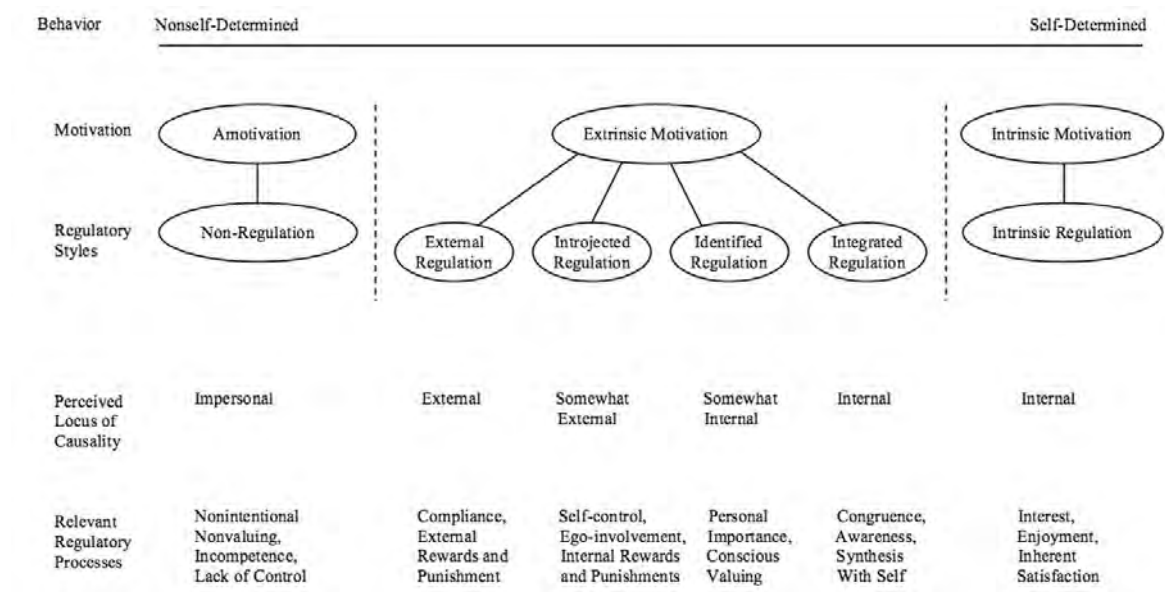 Behavior Nonself-Determined Self-Determined
Motivation Amotivation Extrinsic Motivation Intrinsic Motivation
Regulatory
Styles
Non-Regulation
External
Regulation
Introjected
Regulation
Identified
Regulation
Integrated
Regulation
Intrinsic Regulation
Perceived
Locus of
Causality
Impersonal
External
Somewhat
External
Somewhat
Internal
Internal
Internal
Relevant
Regulatory
Processes
Nonintentional
Nonvaluing,
Incompetence,
Lack of Control
Compliance,
External
Rewards and
Punishment
Self-control,
Ego-involvement,
Internal Rewards
and Punishments
Personal
Importance,
Conscious
Valuing
Congruence,
Awareness,
Synthesis
With Self
Interest,
Enjoyment,
Inherent
Satisfaction